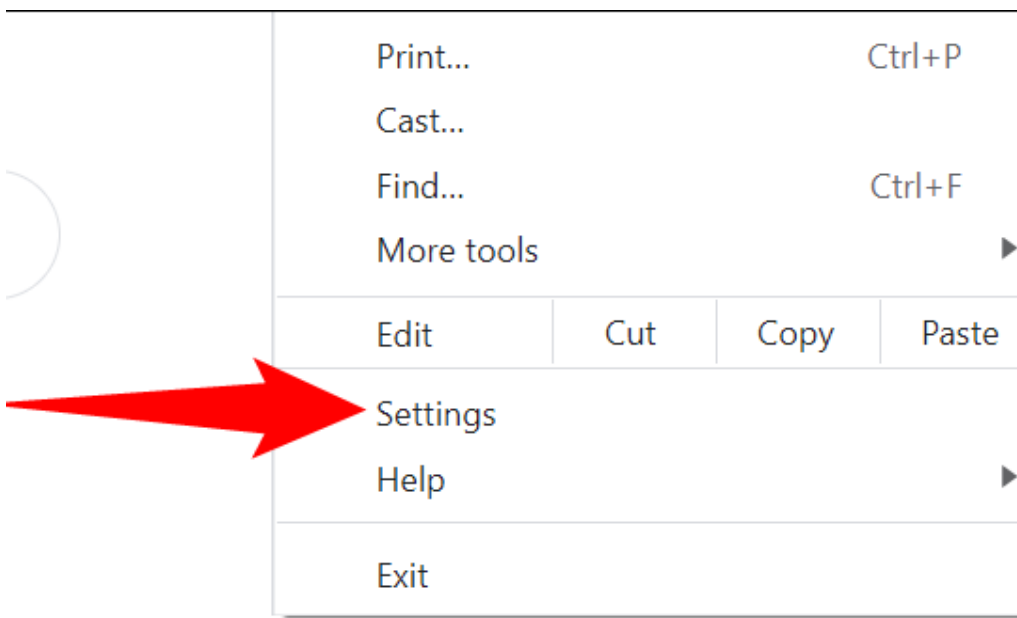 Print... Ctrl+P
Cast...
Find... Ctrl+F
More tools
Edit Cut Copy Paste
Settings
Help
Exit